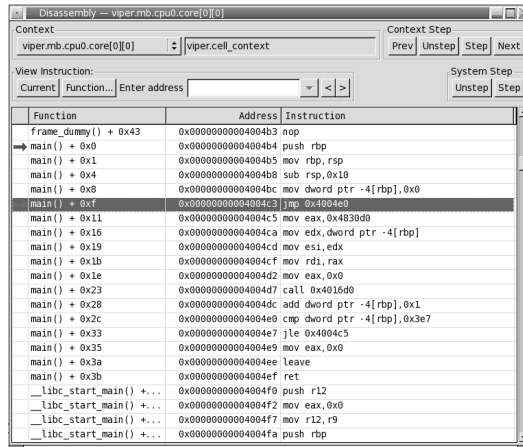 Disassembly — viper.mb.cpu0.core[0][0]
Context
Context Step
viper.mb.cpu0.core[0][0] viper.cell_context Prev Unstep Step Next
View Instruction:
System Step
Current Function... Enter address < > Unstep Step
Function Address Instruction
frame_dummy() + 0x43 0x00000000004004b3 nop
main() + 0x0 0x00000000004004b4 push rbp
main() + 0x1 0x00000000004004b5 mov rbp,rsp
main() + 0x4 0x00000000004004b8 sub rsp,0x10
main() + 0x8 0x00000000004004bc mov dword ptr -4[rbp],0x0
main() + 0xf 0x00000000004004c3 jmp 0x4004e0
main() + 0x11 0x00000000004004c5 mov eax,0x4830d0
main() + 0x16 0x00000000004004ca mov edx,dword ptr -4[rbp]
main() + 0x19 0x00000000004004cd mov esi,edx
main() + 0x1b 0x00000000004004cf mov rdi,rax
main() + 0x1e 0x00000000004004d2 mov eax,0x0
main() + 0x23 0x00000000004004d7 call 0x4016d0
main() + 0x28 0x00000000004004dc add dword ptr -4[rbp],0x1
main() + 0x2c 0x00000000004004e0 cmp dword ptr -4[rbp],0x3e7
main() + 0x33 0x00000000004004e7 jle 0x4004c5
main() + 0x35 0x00000000004004e9 mov eax,0x0
main() + 0x3a 0x00000000004004ee leave
main() + 0x3b 0x00000000004004ef ret
__libc_start_main() +... 0x00000000004004f0 push r12
__libc_start_main() +... 0x00000000004004f2 mov eax,0x0
__libc_start_main() +... 0x00000000004004f7 mov r12,r9
__libc_start_main() +... 0x00000000004004fa push rbp